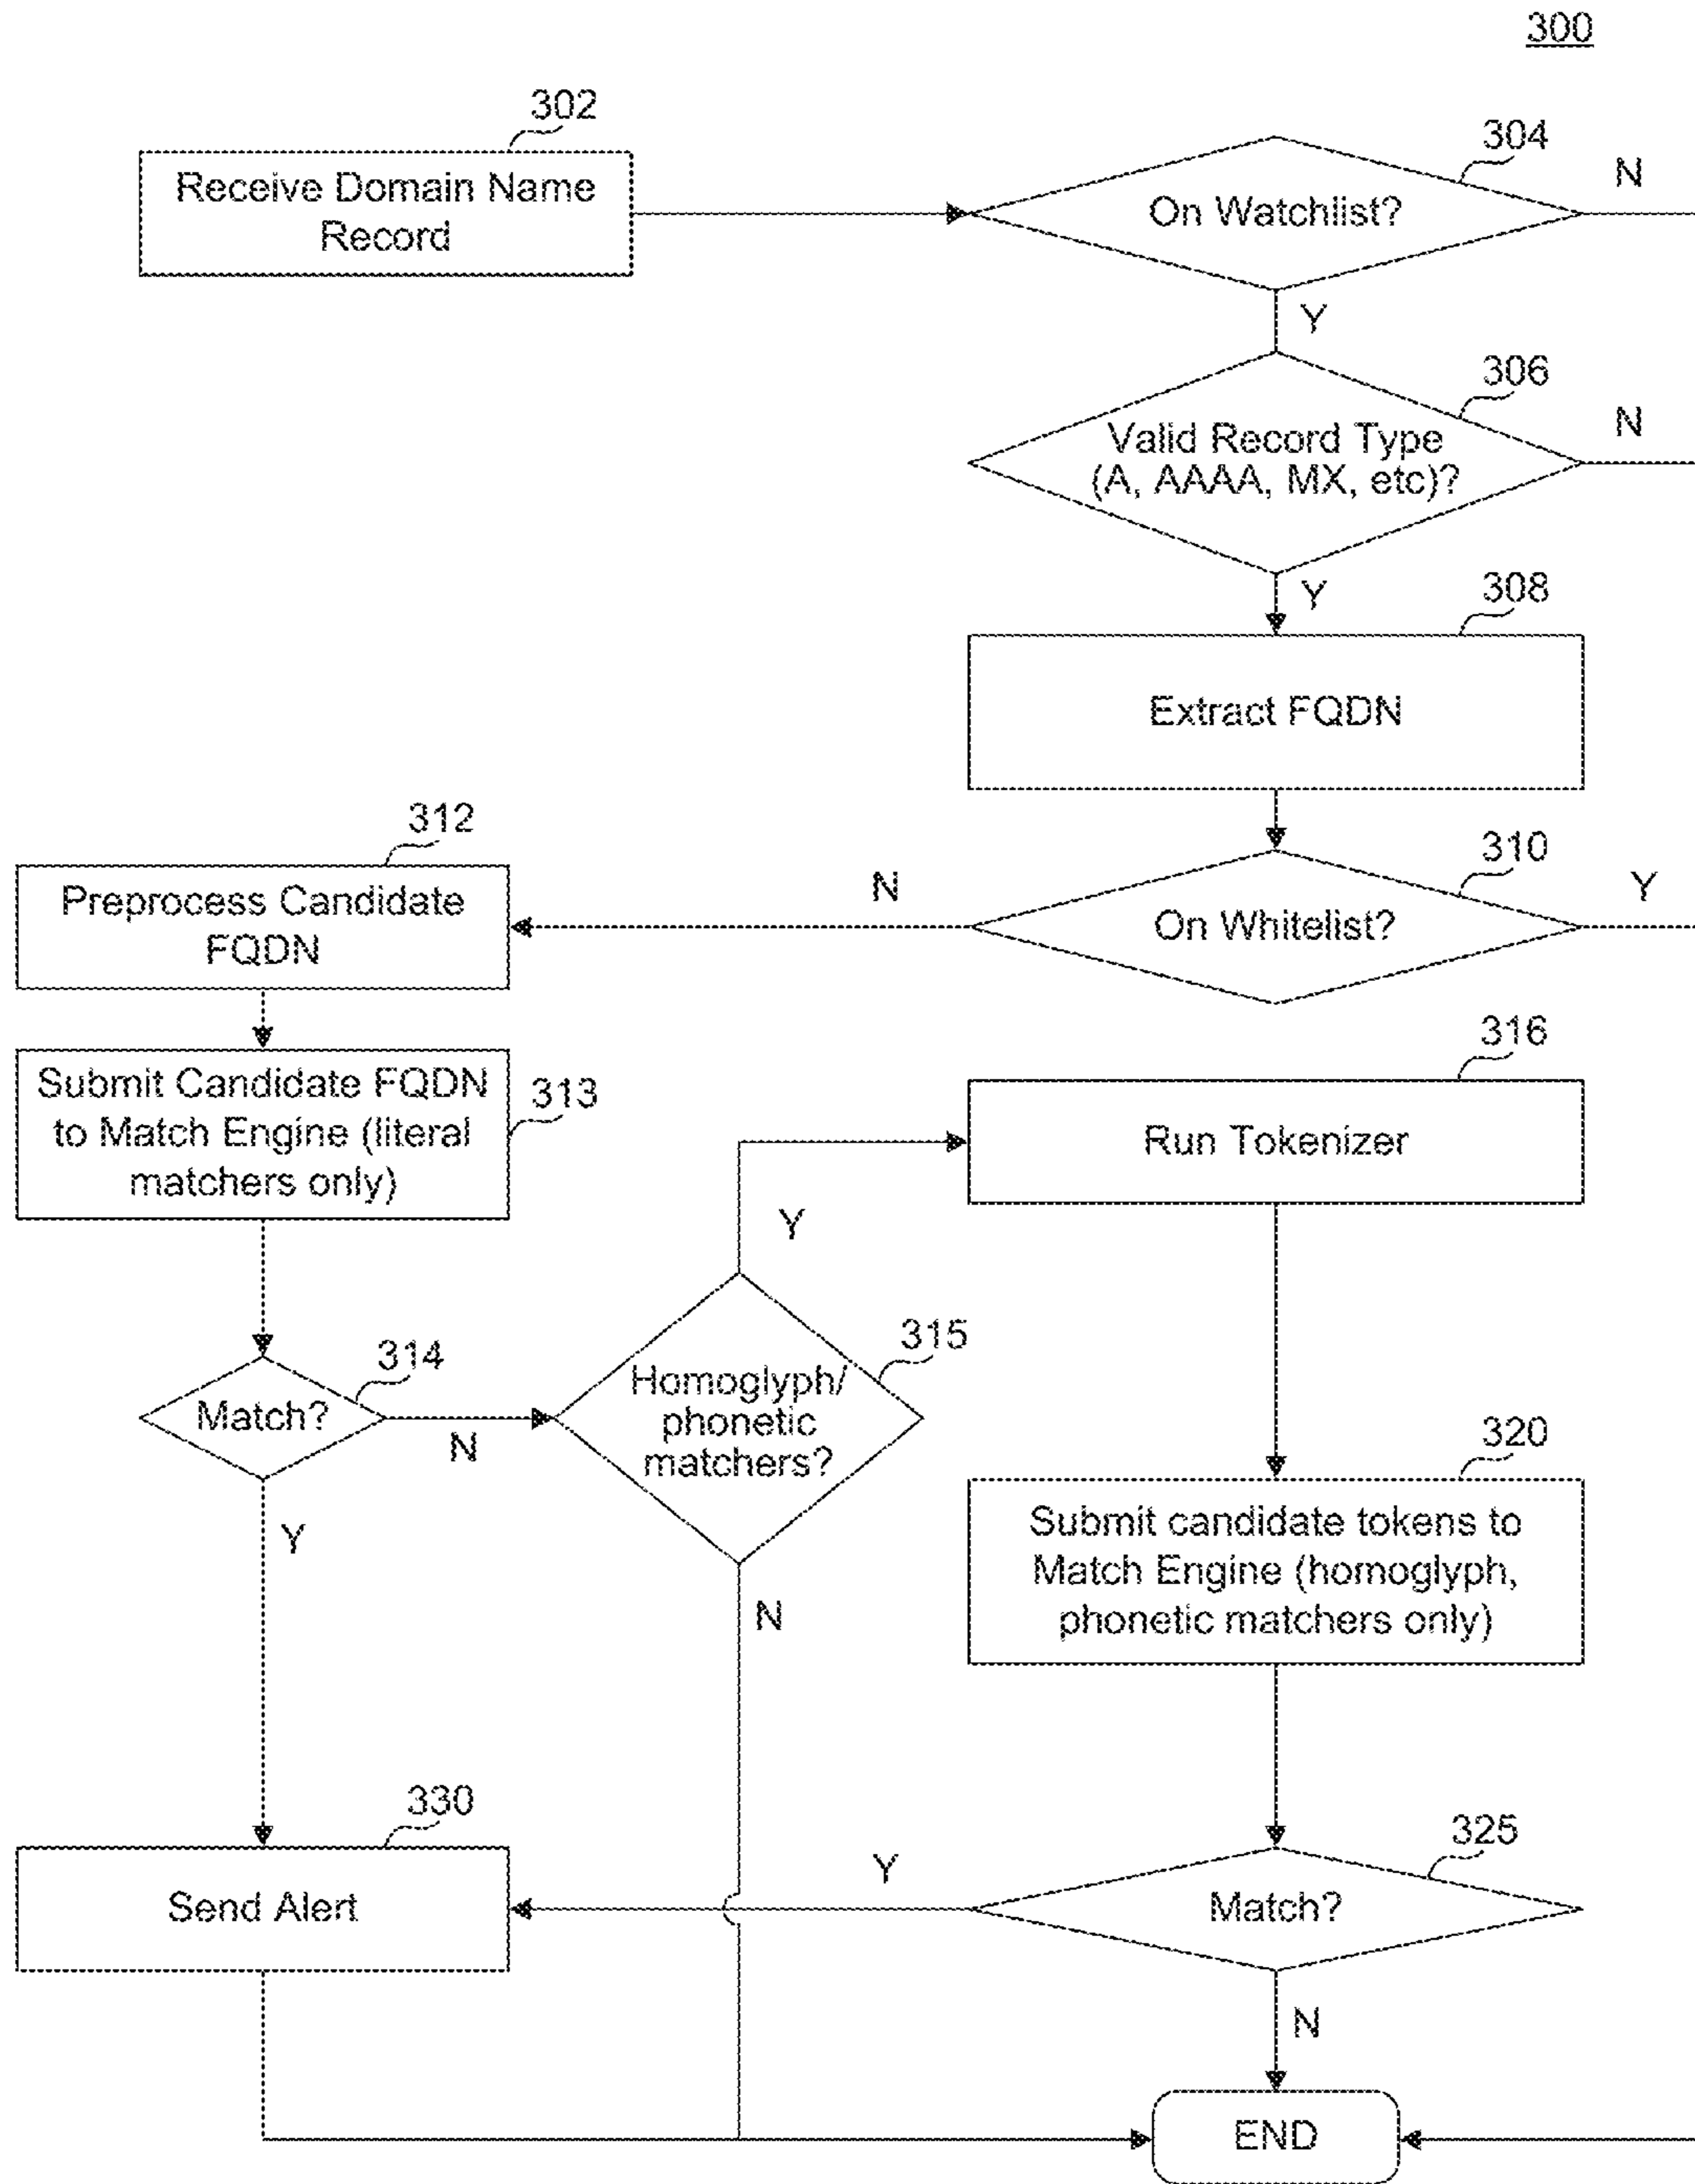 300
302
Receive Domain Name
Record
304
On Watchlist?
N
Y
306
Valid Record Type
(A, AAAA, MX, etc)?
N
Y
308
Extract FQDN
310
On Whitelist?
Y
N
312
Preprocess Candidate
FQDN
313
Submit Candidate FQDN
to Match Engine (literal
matchers only)
314
Match?
N
Y
315
Homoglyph/
phonetic
matchers?
Y
N
316
Run Tokenizer
320
Submit candidate tokens to
Match Engine (homoglyph,
phonetic matchers only)
325
Match?
Y
N
330
Send Alert
END